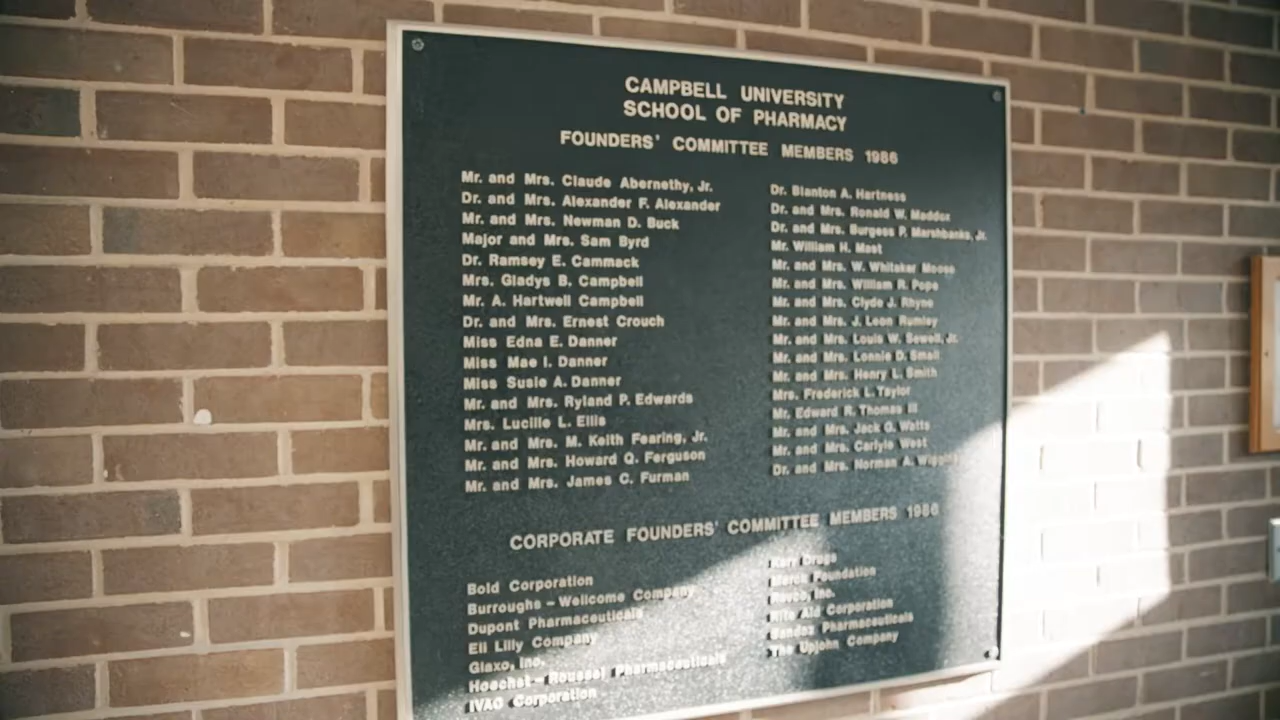 CAMPBELL UNIVERSITY
SCHOOL OF PHARMACY
FOUNDERS' COMMITTEE MEMBERS 1986
Mr. and Mrs. Claude Abernethy, Jr.
Dr. and Mrs. Alexander F. Alexander
Mr. and Mrs. Newman D. Buck
Major and Mrs. Sam Byrd
Dr. Ramsey E. Cammack
Mrs. Gladys B. Campbell
Mr. A. Hartwell Campbell
Dr. and Mrs. Ernest Crouch
Miss Edna E. Danner
Miss Mae I. Danner
Miss Susie A. Danner
Mr. and Mrs. Ryland P. Edwards
Mrs. Lucille L. Ellis
Mr. and Mrs. M. Keith Fearing, Jr.
Mr. and Mrs. Howard Q. Ferguson
Mr. and Mrs. James C. Furman
Dr. Blanton A. Hartness
Dr. and Mrs. Ronald W. Maddox
Dr. and Mrs. Burgess P. Marshbanks, Jr.
Mr. William H. Mast
Mr. and Mrs. W. Whitaker Moose
Mr. and Mrs. William R. Pope
Mr. and Mrs. Clyde J. Rhyne
Mr. and Mrs. J. Leon Rumley
Mr. and Mrs. Louis W. Sewell, Jr.
Mr. and Mrs. Lonnie D. Small
Mr. and Mrs. Henry L. Smith
Mrs. Frederick L. Taylor
Mr. Edward R. Thomas III
Mr. and Mrs. Jack G. Watts
Mr. and Mrs. Carlyle West
Dr. and Mrs. Norman A. Wiggins
CORPORATE FOUNDERS' COMMITTEE MEMBERS 1986
Bold Corporation
Burroughs - Wellcome Company
Dupont Pharmaceuticals
Eli Lilly Company
Glaxo, Inc.
Hoechst - Roussel Pharmaceuticals
IVAC Corporation
Kerr Drugs
Merck Foundation
Revco, Inc.
Rite Aid Corporation
Sandoz Pharmaceuticals
The Upjohn Company